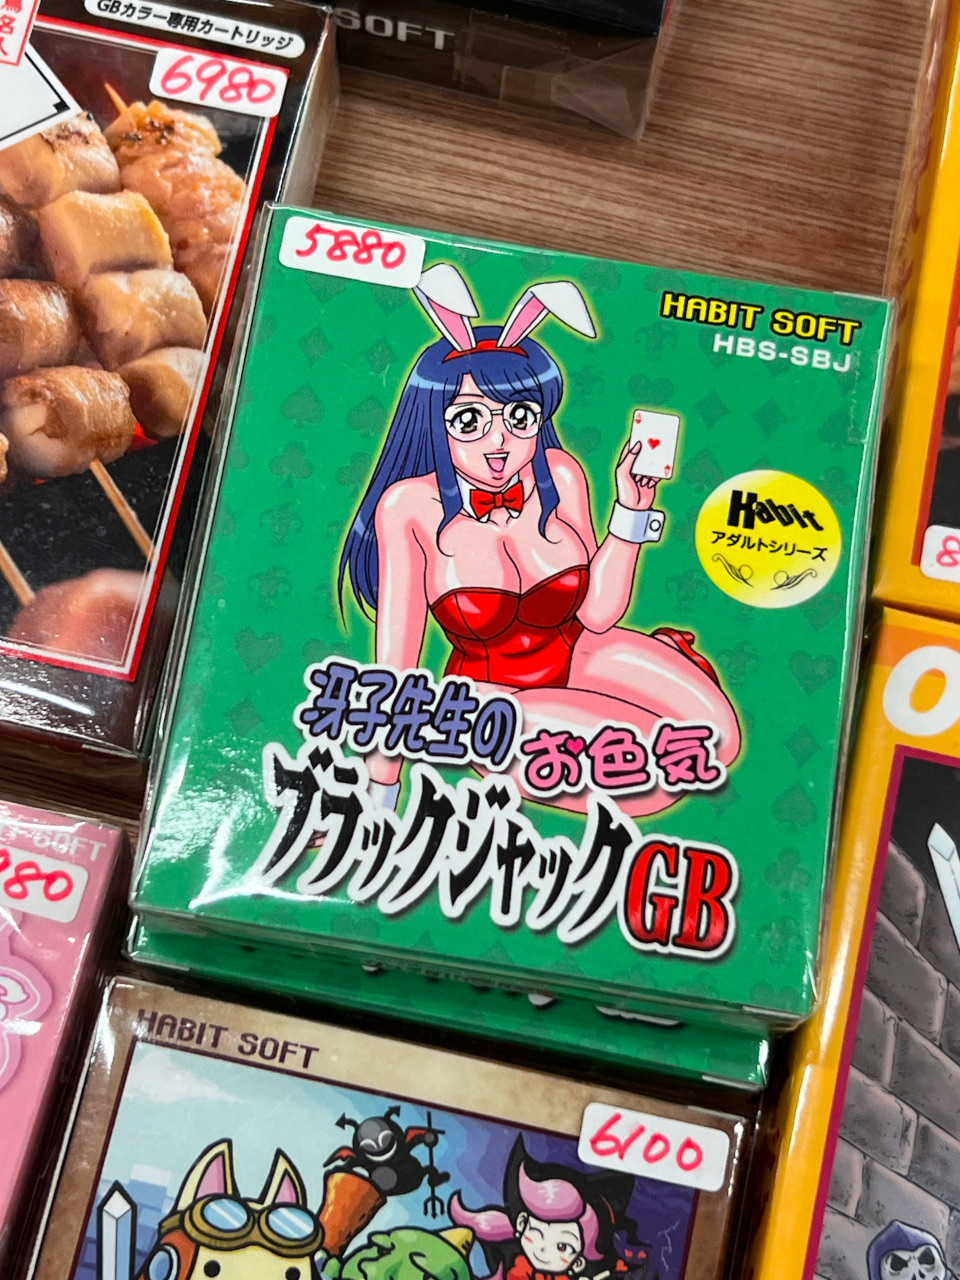 GBカラー専用カートリッジ
6980
SOFT
5880
HABIT SOFT
HBS-SBJ
Habit
アダルトシリーズ
冴子先生の
お色気
ブラックジャックGB
980
HABIT SOFT
6100
8
O